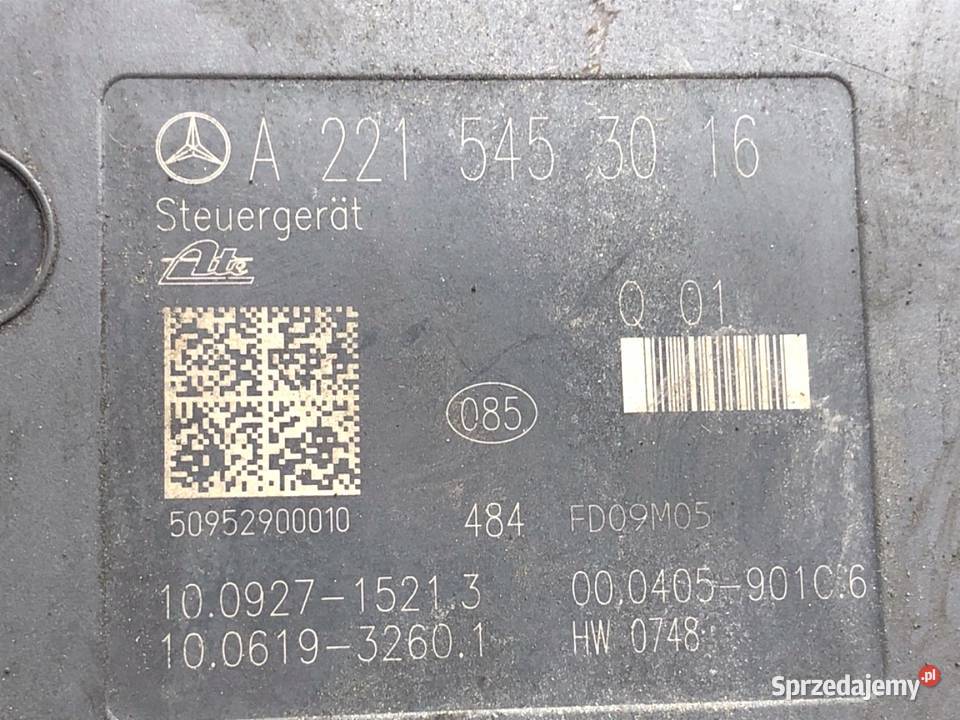 A 221 545 30 16
Steuergerät
Ate
Q 01
085
50952900010 484 FD09M05
10.0927-1521.3 00.0405-901C.6
10.0619-3260.1 HW 0748
Sprzedajemy.pl